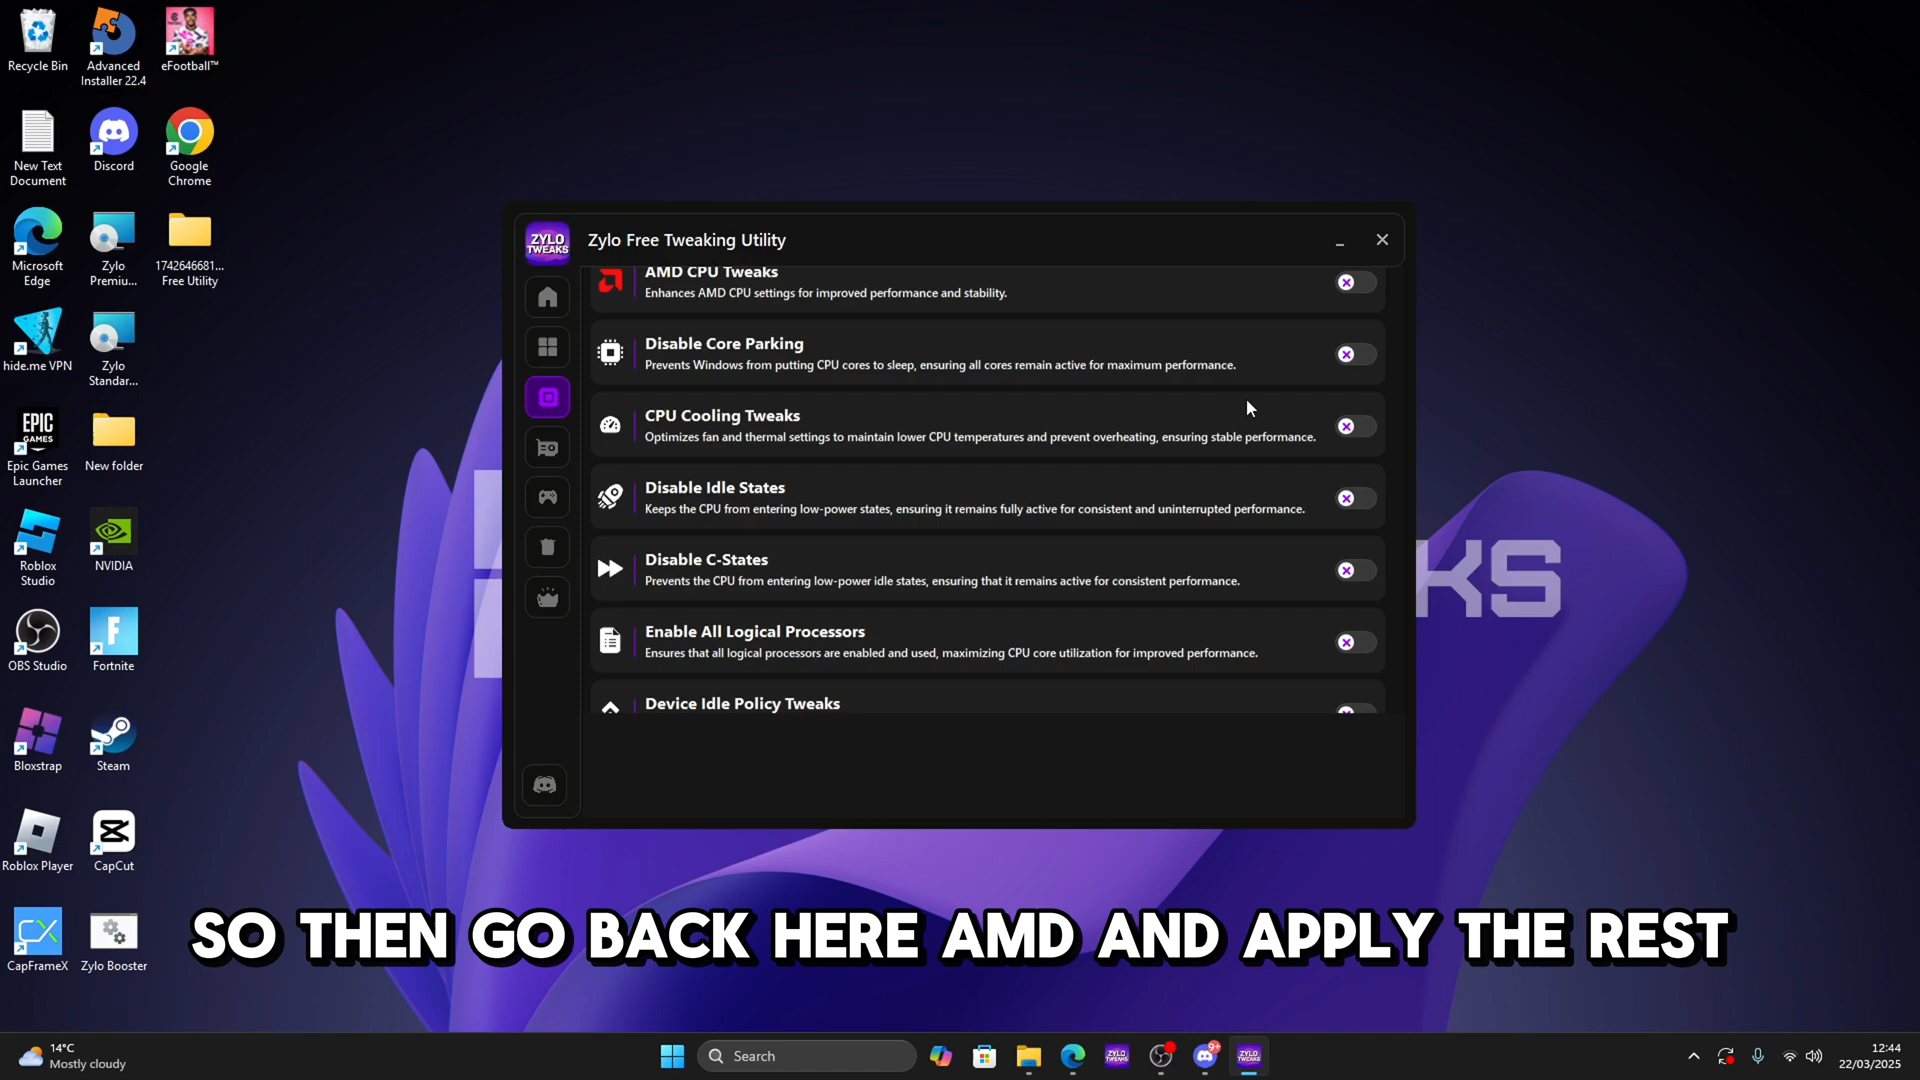 Recycle Bin
Advanced
Installer 22.4
eFootball™
New Text
Document
Discord
Google
Chrome
Microsoft
Edge
Zylo
Premiu...
1742646681...
Free Utility
hide.me VPN
Zylo
Standar...
EPIC
GAMES
Epic Games
Launcher
New folder
Roblox
Studio
NVIDIA
OBS Studio
Fortnite
Bloxstrap
Steam
Roblox Player
CapCut
CapFrameX
Zylo Booster
ZYLO
TWEAKS
Zylo Free Tweaking Utility
AMD CPU Tweaks
Enhances AMD CPU settings for improved performance and stability.
Disable Core Parking
Prevents Windows from putting CPU cores to sleep, ensuring all cores remain active for maximum performance.
CPU Cooling Tweaks
Optimizes fan and thermal settings to maintain lower CPU temperatures and prevent overheating, ensuring stable performance.
Disable Idle States
Keeps the CPU from entering low-power states, ensuring it remains fully active for consistent and uninterrupted performance.
Disable C-States
Prevents the CPU from entering low-power idle states, ensuring that it remains active for consistent performance.
Enable All Logical Processors
Ensures that all logical processors are enabled and used, maximizing CPU core utilization for improved performance.
Device Idle Policy Tweaks
KS
SO THEN GO BACK HERE AMD AND APPLY THE REST
14°C
Mostly cloudy
Search
ZYLO
TWEAKS
9+
ZYLO
TWEAKS
12:44
22/03/2025